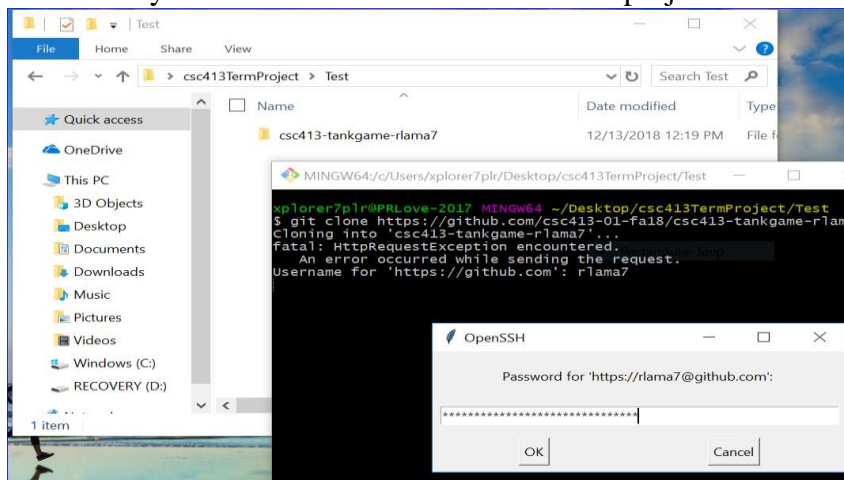 Test
File Home Share View
csc413TermProject > Test
Search Test
Name Date modified Type
Quick access
csc413-tankgame-rlama7 12/13/2018 12:19 PM File
OneDrive
This PC
3D Objects
Desktop
Documents
Downloads
Music
Pictures
Videos
Windows (C:)
RECOVERY (D:)
1 item
MINGW64:/c/Users/xplorer7plr/Desktop/csc413TermProject/Test
xplorer7plr@PRLove-2017 MINGW64 ~/Desktop/csc413TermProject/Test
$ git clone https://github.com/csc413-01-fa18/csc413-tankgame-rlam
Cloning into 'csc413-tankgame-rlama7'...
fatal: HttpRequestException encountered.
An error occurred while sending the request.
Username for 'https://github.com': rlama7
Rectangular Snip
OpenSSH
Password for 'https://rlama7@github.com':
*******************************
OK Cancel